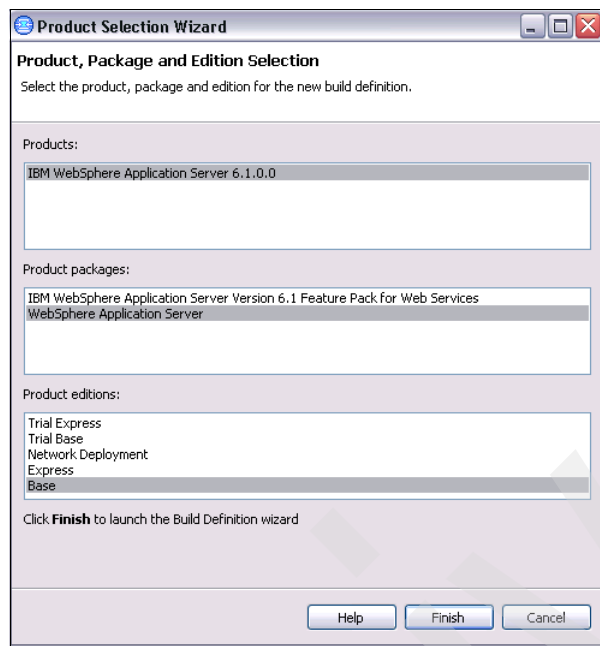 Product Selection Wizard
Product, Package and Edition Selection
Select the product, package and edition for the new build definition.
Products:
IBM WebSphere Application Server 6.1.0.0
Product packages:
IBM WebSphere Application Server Version 6.1 Feature Pack for Web Services
WebSphere Application Server
Product editions:
Trial Express
Trial Base
Network Deployment
Express
Base
Click Finish to launch the Build Definition wizard
Help Finish Cancel